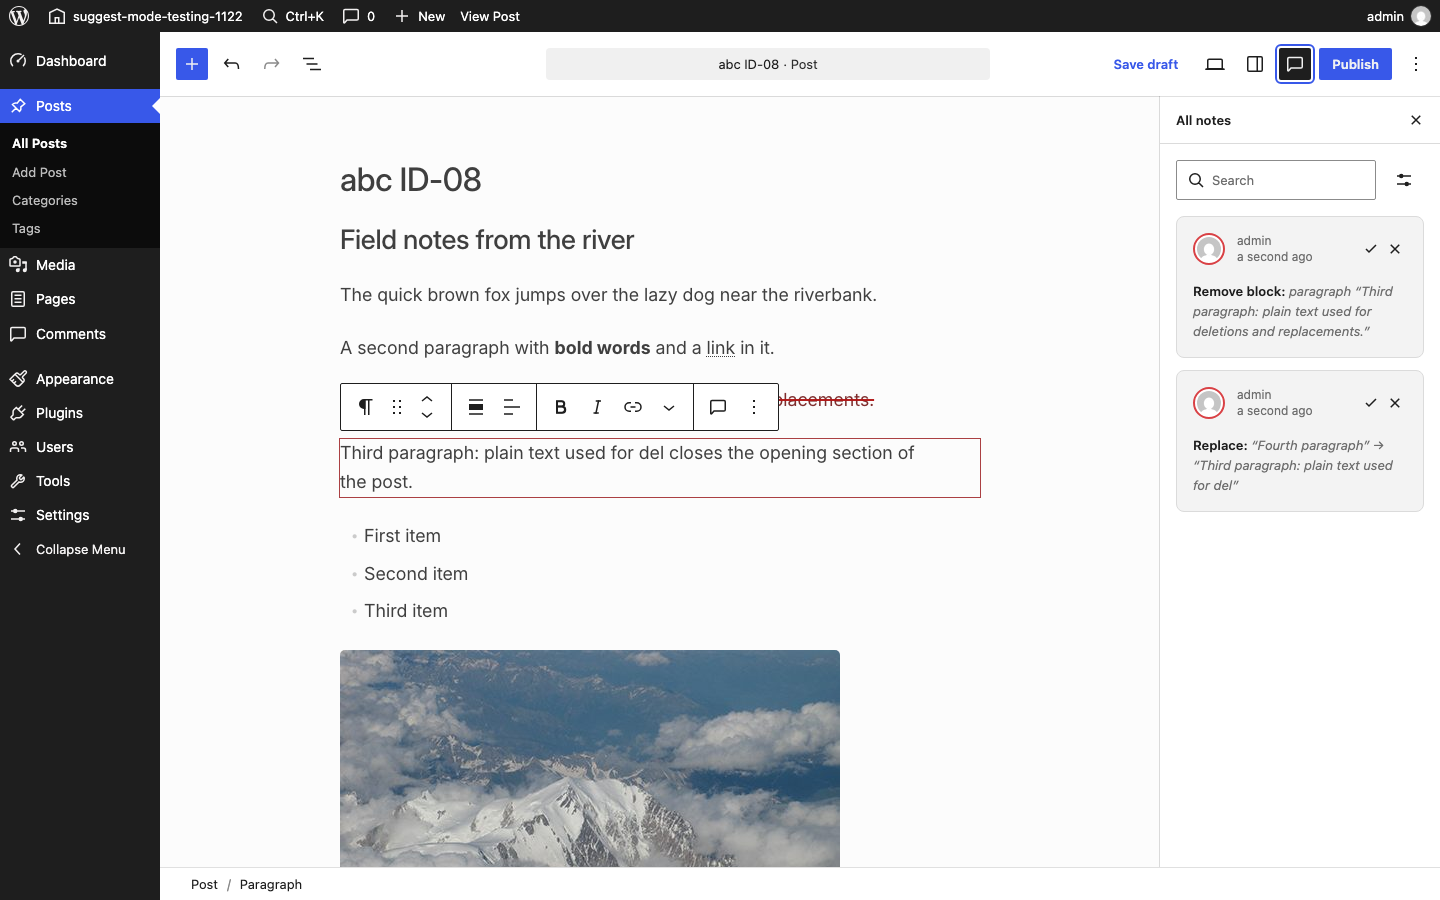 suggest-mode-testing-1122
Ctrl+K
0
New
View Post
admin
Dashboard
Posts
All Posts
Add Post
Categories
Tags
Media
Pages
Comments
Appearance
Plugins
Users
Tools
Settings
Collapse Menu
abc ID-08 · Post
Save draft
Publish
abc ID-08
Field notes from the river
The quick brown fox jumps over the lazy dog near the riverbank.
A second paragraph with bold words and a link in it.
placements.
Third paragraph: plain text used for del closes the opening section of
the post.
• First item
• Second item
• Third item
All notes
Search
admin
a second ago
Remove block: paragraph “Third
paragraph: plain text used for
deletions and replacements.”
admin
a second ago
Replace: “Fourth paragraph” →
“Third paragraph: plain text used
for del”
Post / Paragraph